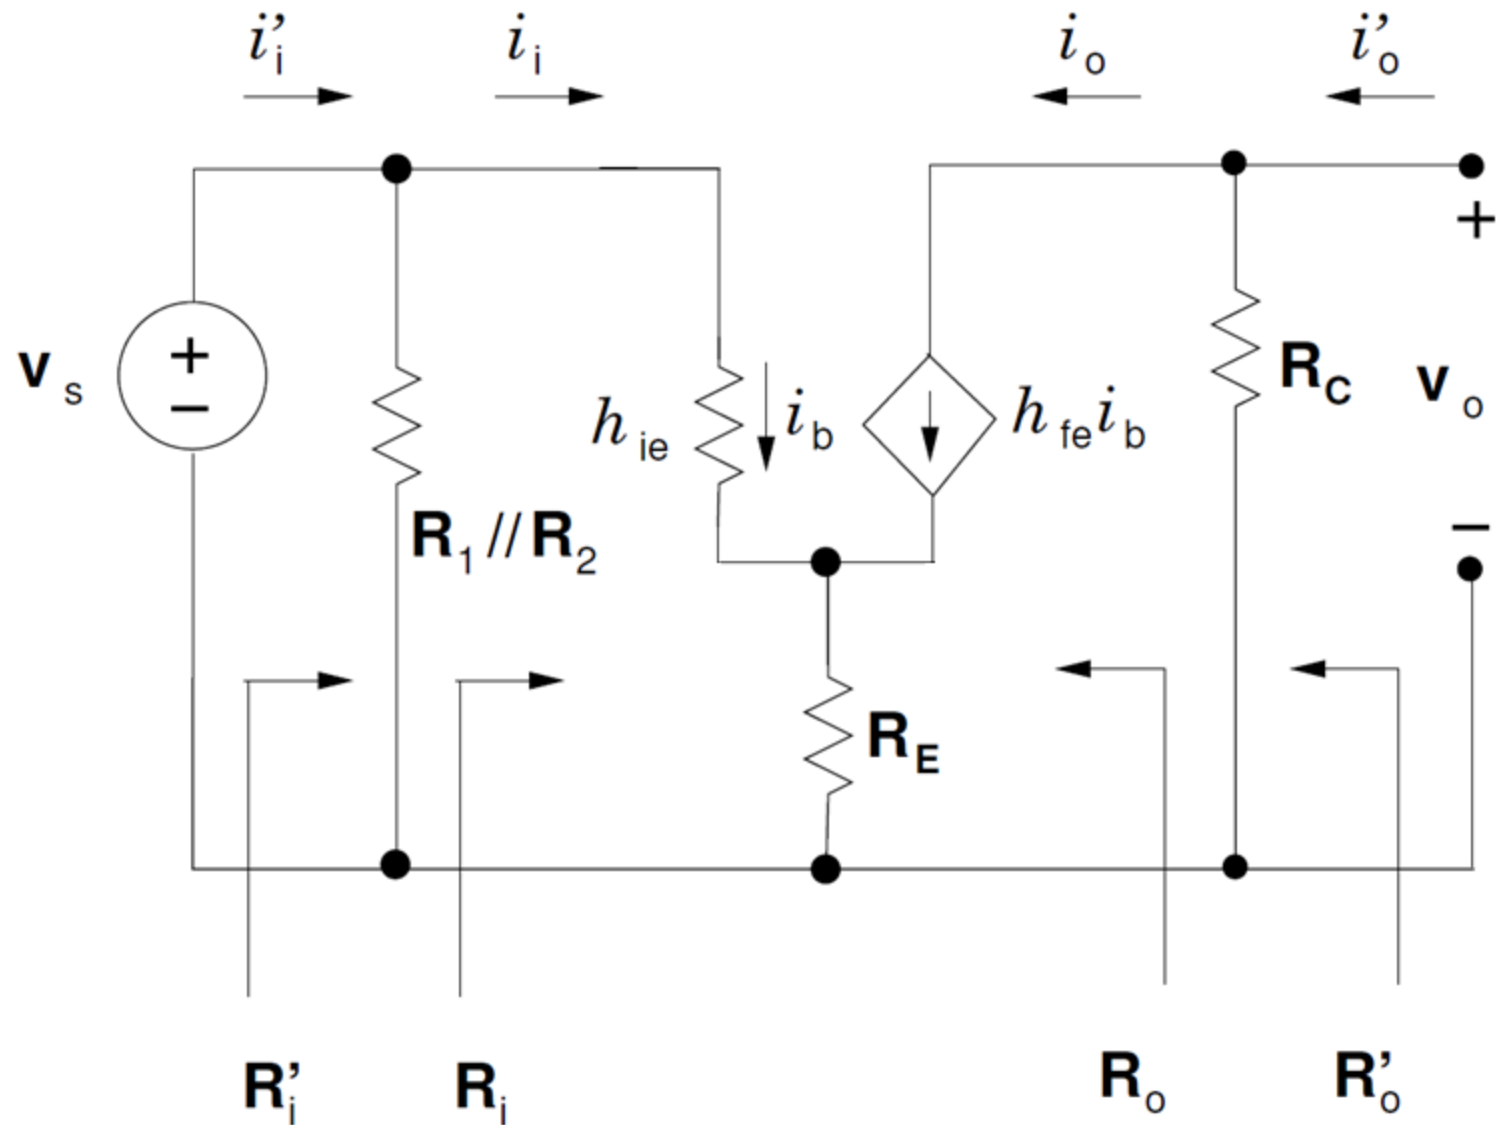 i’i
ii
io
i’o
+
vs
+
−
hie
ib
hfeib
RC
vo
R1//R2
−
RE
R’i
Ri
Ro
R’o